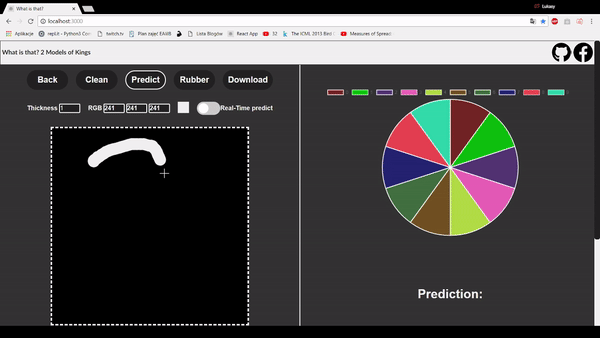 What is that?
Lukasz
localhost:3000
Aplikacje
repl.it - Python3 Con
twitch.tv
Plan zajęć EAIIIB
Lista Blogów
React App
32
The ICML 2013 Bird
Measures of Spread
What is that? 2 Models of Kings
Back Clean Predict Rubber Download
Thickness 1 RGB 241 241 241 Real-Time predict
Prediction: